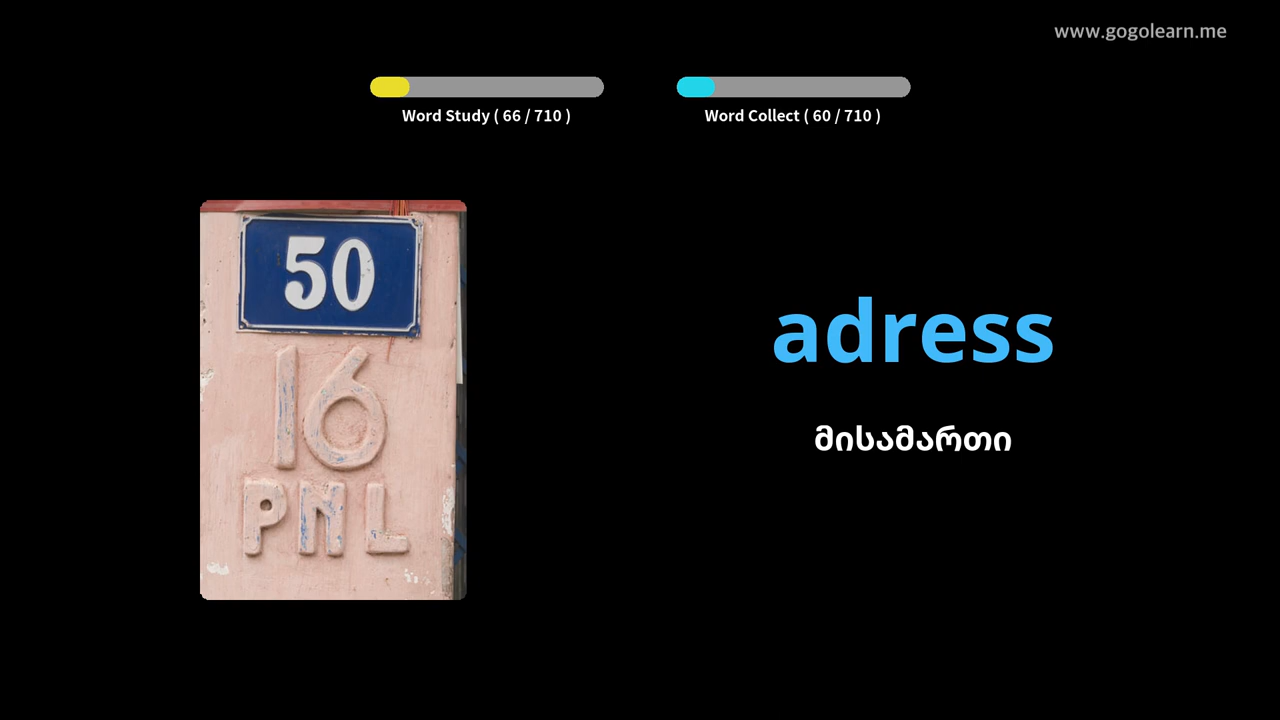 www.gogolearn.me
Word Study ( 66 / 710 )
Word Collect ( 60 / 710 )
50
16
PNL
adress
მისამართი